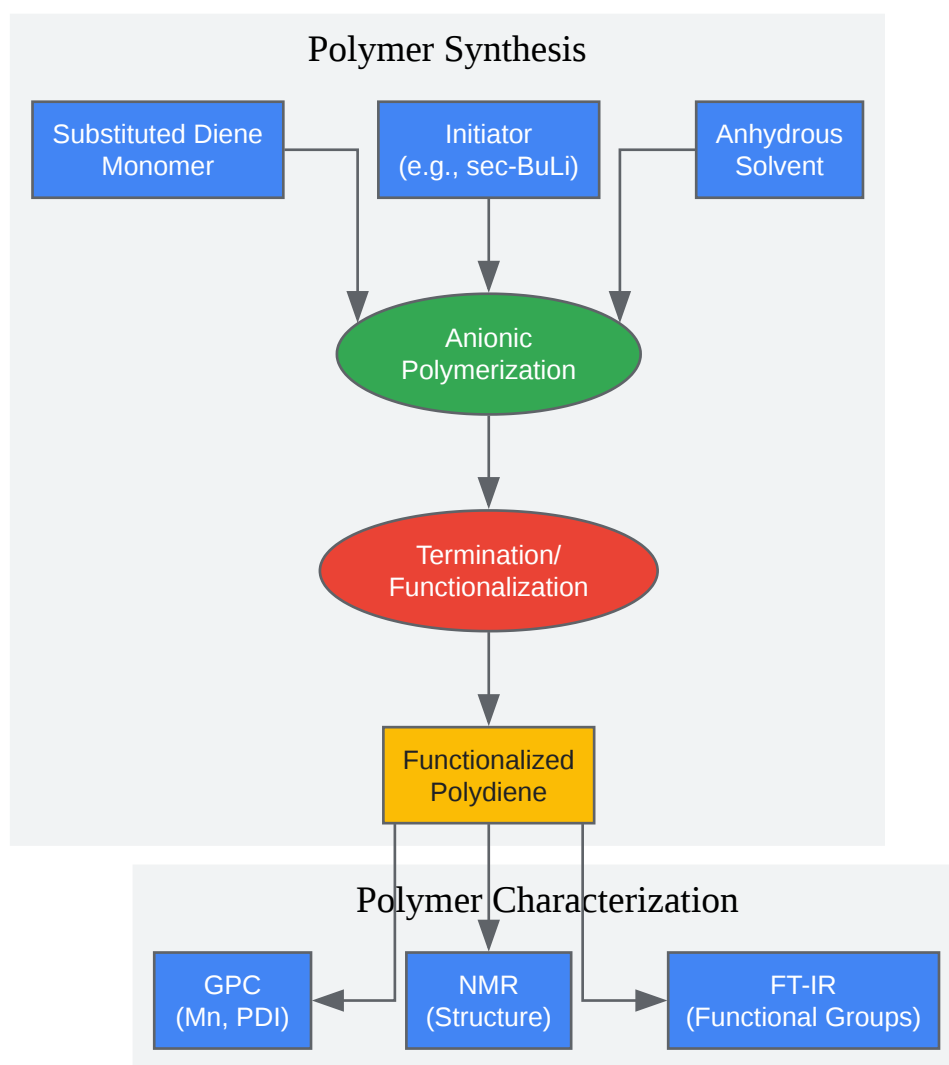 Polymer Synthesis
Substituted Diene
Monomer
Initiator
(e.g., sec-BuLi)
Anhydrous
Solvent
Anionic
Polymerization
Termination/
Functionalization
Functionalized
Polydiene
Polymer Characterization
GPC
(Mn, PDI)
NMR
(Structure)
FT-IR
(Functional Groups)